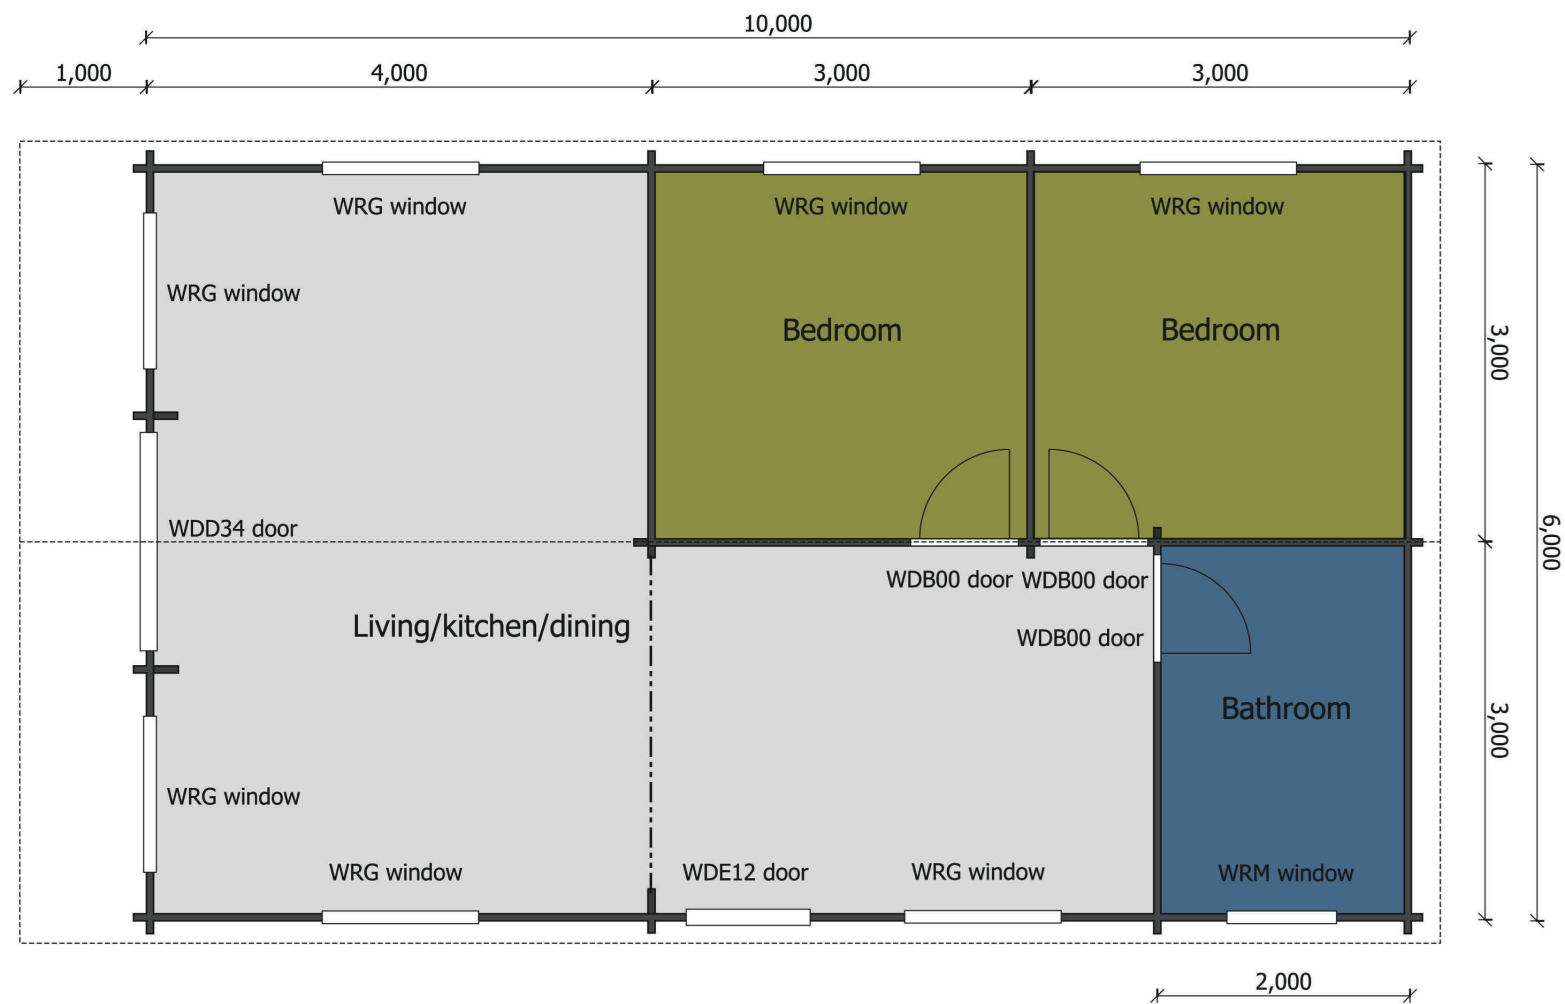 10,000
1,000
4,000
3,000
3,000
WRG window
WRG window
WRG window
WRG window
Bedroom
Bedroom
3,000
6,000
WDD34 door
WDB00 door
WDB00 door
Living/kitchen/dining
WDB00 door
Bathroom
3,000
WRG window
WRG window
WDE12 door
WRG window
WRM window
2,000